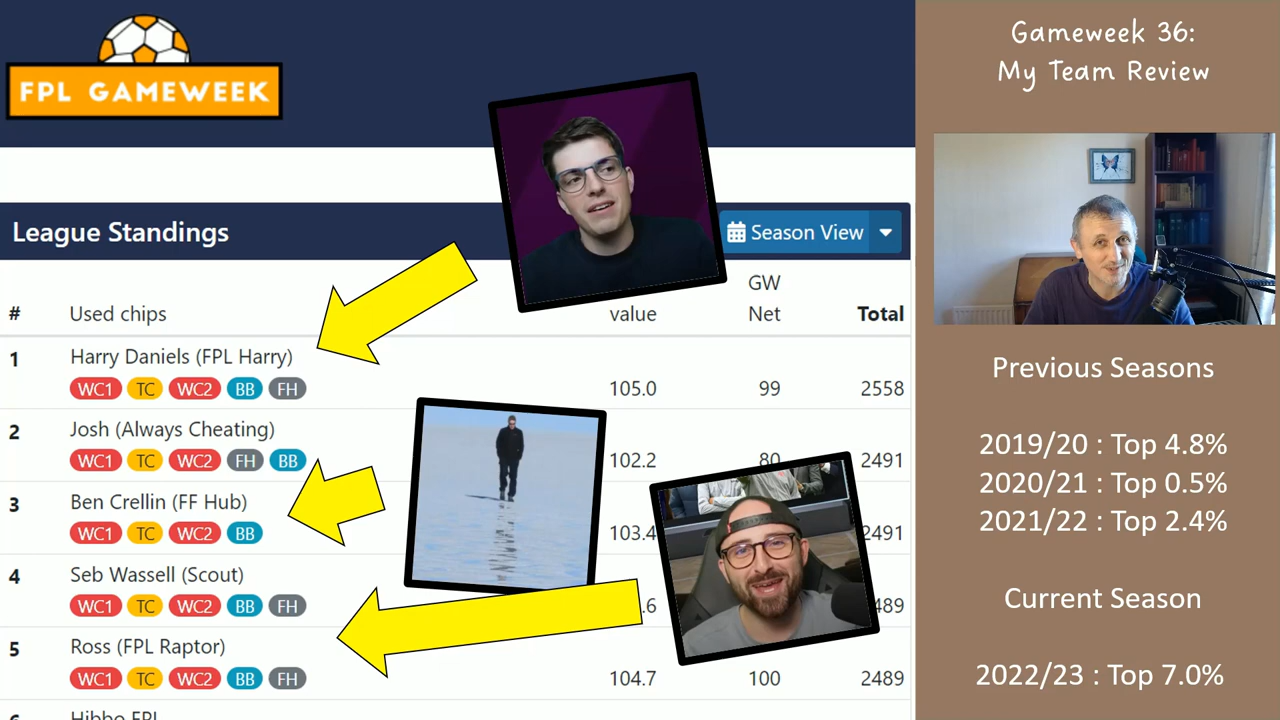 FPL GAMEWEEK
League Standings
Season View
# Used chips value GW Net Total
1 Harry Daniels (FPL Harry)
WC1 TC WC2 BB FH 105.0 99 2558
2 Josh (Always Cheating)
WC1 TC WC2 FH BB 102.2 80 2491
3 Ben Crellin (FF Hub)
WC1 TC WC2 BB 103.4 2491
4 Seb Wassell (Scout)
WC1 TC WC2 BB FH .6 489
5 Ross (FPL Raptor)
WC1 TC WC2 BB FH 104.7 100 2489
Gameweek 36:
My Team Review
Previous Seasons
2019/20 : Top 4.8%
2020/21 : Top 0.5%
2021/22 : Top 2.4%
Current Season
2022/23 : Top 7.0%